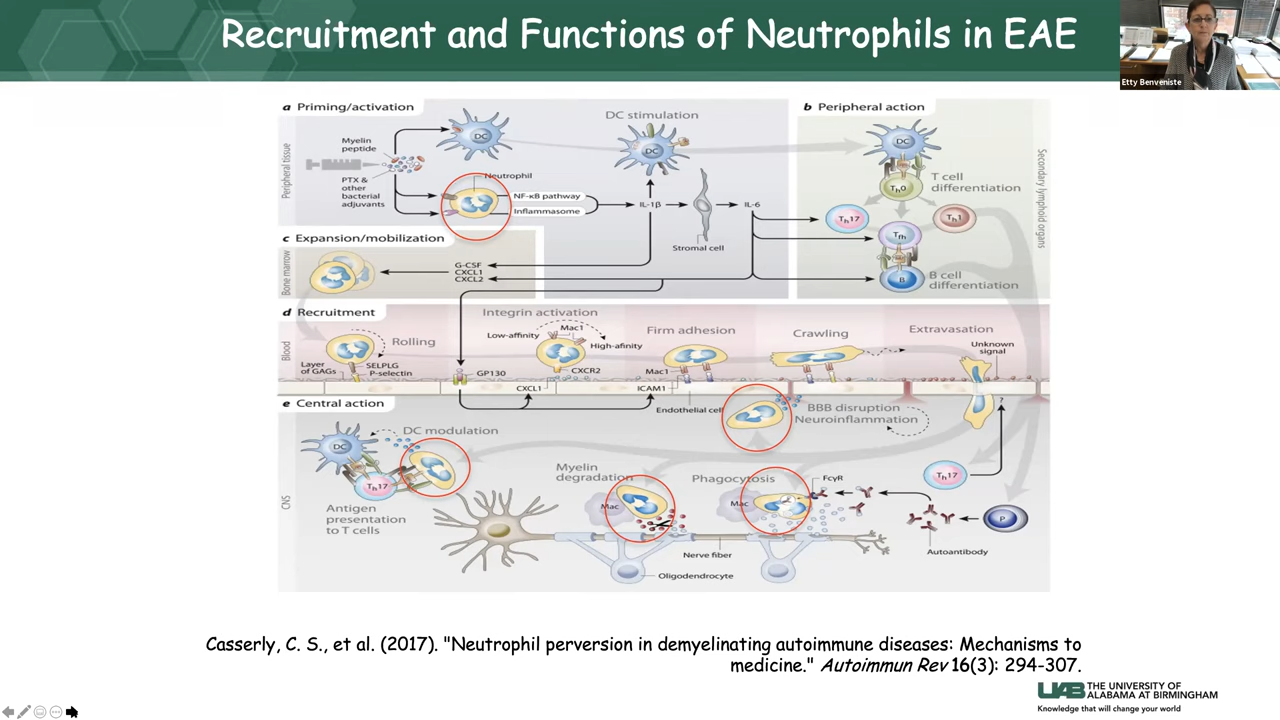 Recruitment and Functions of Neutrophils in EAE
Etty Benveniste
a Priming/activation
Peripheral tissue
Myelin
peptide
PTX &
other
bacterial
adjuvants
DC
Neutrophil
NF-κB pathway
Inflammasome
DC stimulation
DC
IL-1β
Stromal cell
IL-6
b Peripheral action
Secondary lymphoid organs
DC
Th0
T cell
differentiation
Th17
Th1
Tfh
B
B cell
differentiation
c Expansion/mobilization
Bone marrow
G-CSF
CXCL1
CXCL2
d Recruitment
Blood
Rolling
Layer
of GAGs
SELPLG
P-selectin
GP130
Integrin activation
Low-affinity
Mac1
High-afinity
CXCR2
CXCL1
Firm adhesion
Mac1
ICAM1
Endothelial cell
Crawling
Extravasation
Unknown
signal
e Central action
CNS
DC modulation
DC
Th17
Antigen
presentation
to T cells
BBB disruption
Neuroinflammation
?
Myelin
degradation
Mac
Phagocytosis
Mac
FcγR
Th17
P
Autoantibody
Nerve fiber
Oligodendrocyte
Casserly, C. S., et al. (2017). "Neutrophil perversion in demyelinating autoimmune diseases: Mechanisms to
medicine." Autoimmun Rev 16(3): 294-307.
UAB THE UNIVERSITY OF
ALABAMA AT BIRMINGHAM
Knowledge that will change your world